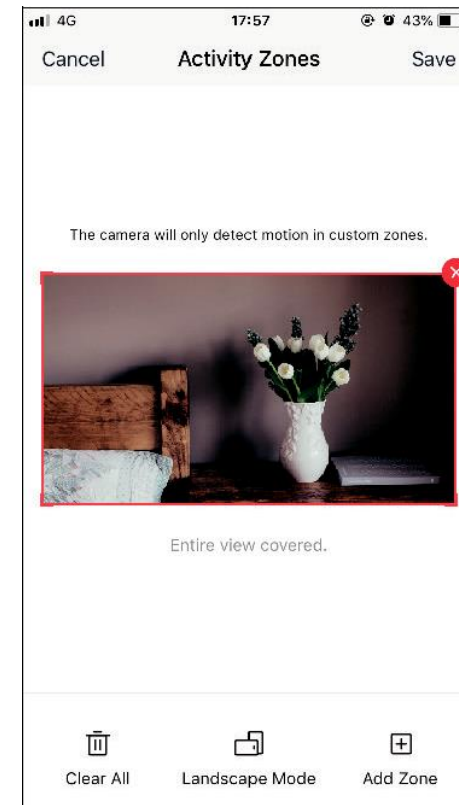 4G 17:57 43%
Cancel Activity Zones Save
The camera will only detect motion in custom zones.
Entire view covered.
Clear All Landscape Mode Add Zone